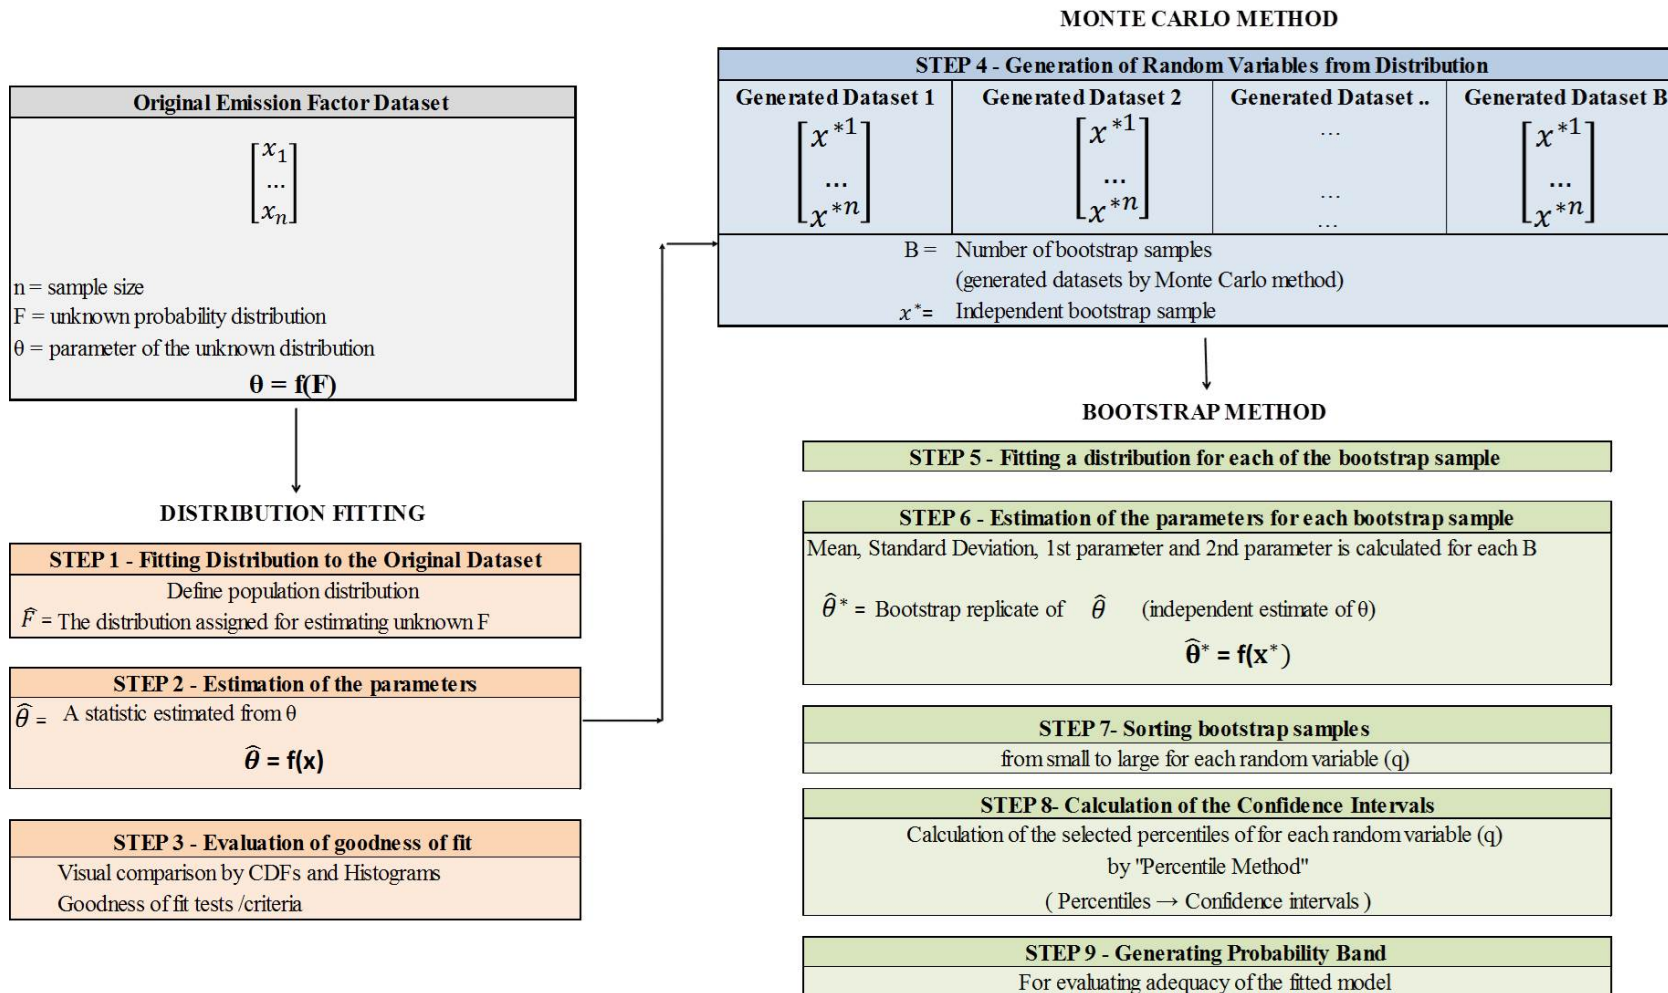 Original Emission Factor Dataset
x₁
...
xₙ
n = sample size
F = unknown probability distribution
θ = parameter of the unknown distribution
θ = f(F)
DISTRIBUTION FITTING
STEP 1 - Fitting Distribution to the Original Dataset
Define population distribution
F̂ = The distribution assigned for estimating unknown F
STEP 2 - Estimation of the parameters
θ̂ = A statistic estimated from θ
θ̂ = f(x)
STEP 3 - Evaluation of goodness of fit
Visual comparison by CDFs and Histograms
Goodness of fit tests /criteria
MONTE CARLO METHOD
STEP 4 - Generation of Random Variables from Distribution
Generated Dataset 1 Generated Dataset 2 Generated Dataset .. Generated Dataset B
x*¹ x*¹ ... x*¹
... ... ... ...
x*ⁿ x*ⁿ ... x*ⁿ
B = Number of bootstrap samples
(generated datasets by Monte Carlo method)
x*= Independent bootstrap sample
BOOTSTRAP METHOD
STEP 5 - Fitting a distribution for each of the bootstrap sample
STEP 6 - Estimation of the parameters for each bootstrap sample
Mean, Standard Deviation, 1st parameter and 2nd parameter is calculated for each B
θ̂* = Bootstrap replicate of θ̂ (independent estimate of θ)
θ̂* = f(x*)
STEP 7- Sorting bootstrap samples
from small to large for each random variable (q)
STEP 8- Calculation of the Confidence Intervals
Calculation of the selected percentiles of for each random variable (q)
by "Percentile Method"
( Percentiles → Confidence intervals )
STEP 9 - Generating Probability Band
For evaluating adequacy of the fitted model